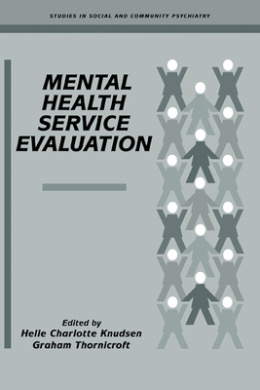 STUDIES IN SOCIAL AND COMMUNITY PSYCHIATRY
MENTAL
HEALTH
SERVICE
EVALUATION
Edited by
Helle Charlotte Knudsen
Graham Thornicroft